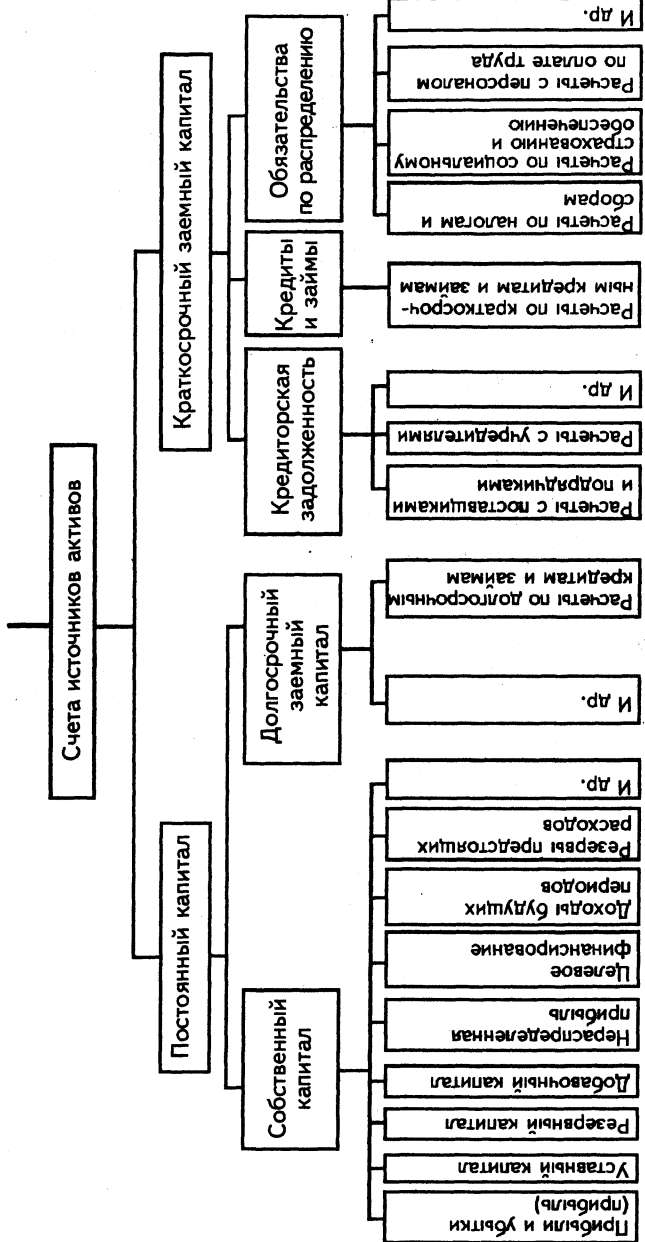 Счета источников активов
Постоянный капитал
Краткосрочный заемный капитал
Собственный
капитал
Долгосрочный
заемный
капитал
Кредиторская
задолженность
Кредиты
и займы
Обязательства
по распределению
Прибыли и убытки
(прибыль)
Уставный капитал
Резервный капитал
Добавочный капитал
Нераспределенная
прибыль
Целевое
финансирование
Доходы будущих
периодов
Резервы предстоящих
расходов
И др.
И др.
Расчеты по долгосрочным
кредитам и займам
Расчеты с поставщиками
и подрядчиками
Расчеты с учредителями
И др.
Расчеты по краткосроч-
ным кредитам и займам
Расчеты по налогам и
сборам
Расчеты по социальному
страхованию и
обеспечению
Расчеты с персоналом
по оплате труда
И др.